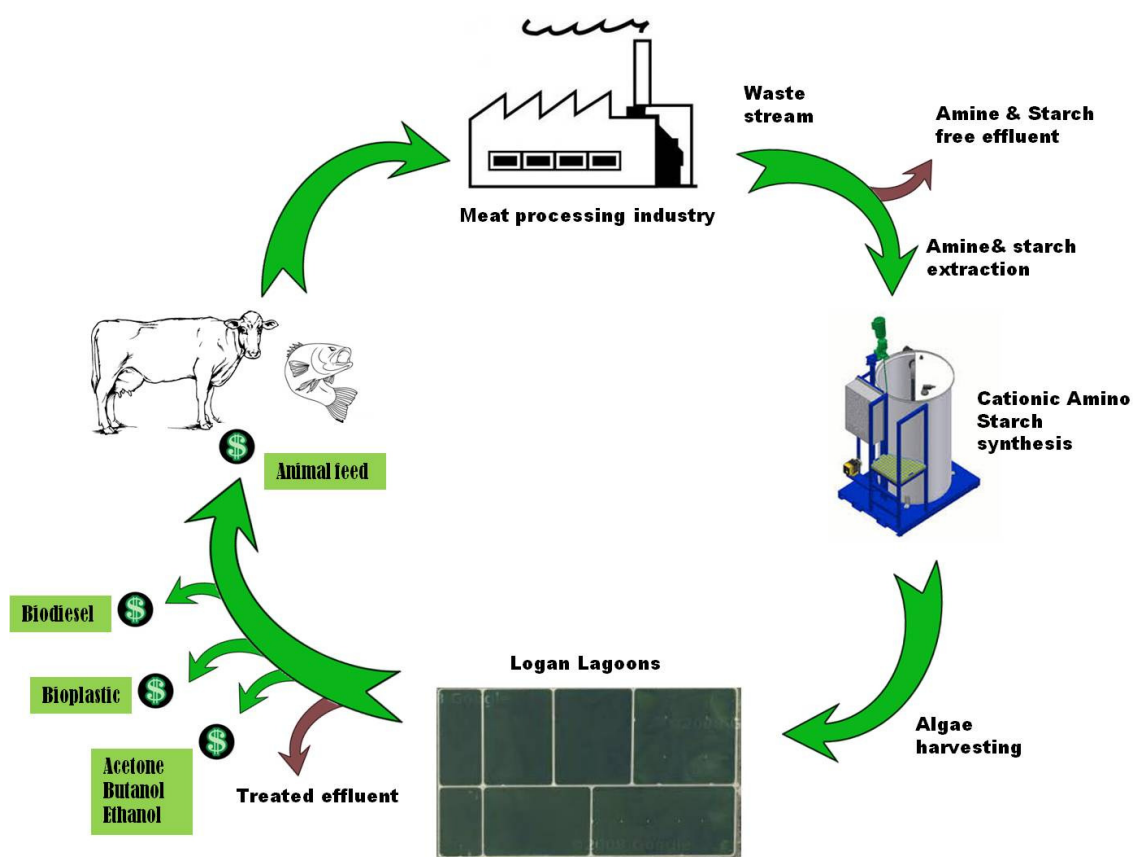 Waste
stream
Amine & Starch
free effluent
Meat processing industry
Amine& starch
extraction
Cationic Amino
Starch
synthesis
$
Animal feed
Biodiesel
$
Logan Lagoons
Bioplastic
$
Algae
harvesting
$
Acetone
Butanol
Ethanol
Treated effluent
Google